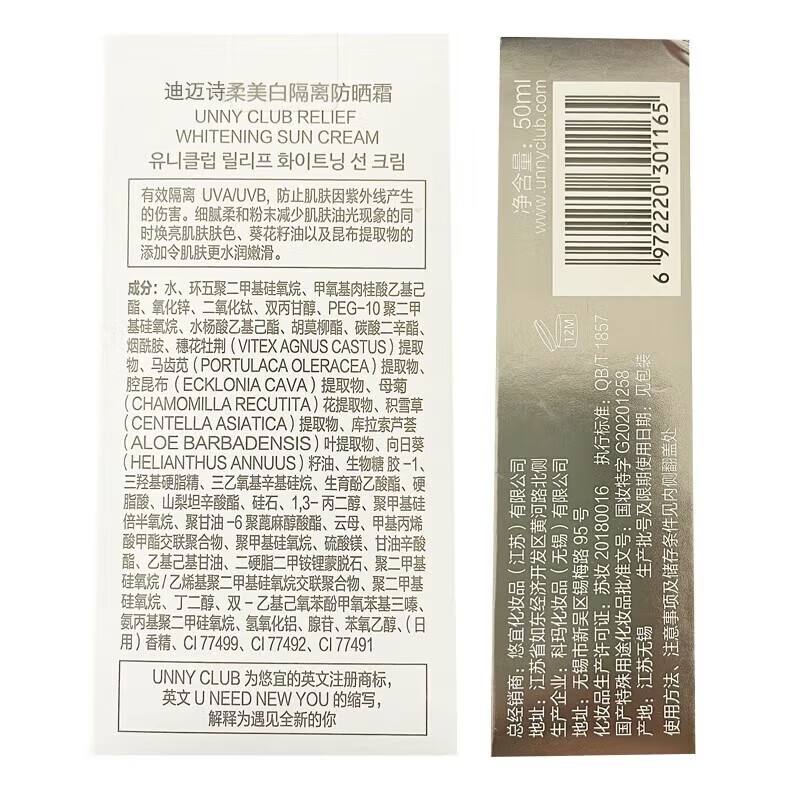 迪迈诗柔美白隔离防晒霜
UNNY CLUB RELIEF
WHITENING SUN CREAM
유니클럽 릴리프 화이트닝 선 크림
有效隔离 UVA/UVB, 防止肌肤因紫外线产生
的伤害。细腻柔和粉末减少肌肤油光现象的同
时焕亮肌肤肤色、葵花籽油以及昆布提取物的
添加令肌肤更水润嫩滑。
成分：水、环五聚二甲基硅氧烷、甲氧基肉桂酸乙基己
酯、氧化锌、二氧化钛、双丙甘醇、PEG-10 聚二甲
基硅氧烷、水杨酸乙基己酯、胡莫柳酯、碳酸二辛酯、
烟酰胺、穗花牡荆 (VITEX AGNUS CASTUS) 提取
物、马齿苋 (PORTULACA OLERACEA) 提取物、
腔昆布 (ECKLONIA CAVA) 提取物、母菊
(CHAMOMILLA RECUTITA) 花提取物、积雪草
(CENTELLA ASIATICA) 提取物、库拉索芦荟
(ALOE BARBADENSIS) 叶提取物、向日葵
(HELIANTHUS ANNUUS) 籽油、生物糖胶-1、
三羟基硬脂精、三乙氧基辛基硅烷、生育酚乙酸酯、硬
脂酸、山梨坦辛酸酯、硅石、1,3-丙二醇、聚甲基硅
倍半氧烷、聚甘油-6 聚蓖麻醇酸酯、云母、甲基丙烯
酸甲酯交联聚合物、聚甲基硅氧烷、硫酸镁、甘油辛酸
酯、乙基己基甘油、二硬脂二甲铵锂蒙脱石、聚二甲基
硅氧烷 / 乙烯基聚二甲基硅氧烷交联聚合物、聚二甲基
硅氧烷、丁二醇、双-乙基己氧苯酚甲氧苯基三嗪、
氨丙基聚二甲基硅氧烷、氢氧化铝、腺苷、苯氧乙醇、(日
用) 香精、CI 77499、CI 77492、CI 77491
UNNY CLUB 为悠宜的英文注册商标，
英文 U NEED NEW YOU 的缩写，
解释为遇见全新的你
净含量：50ml
www.unnyclub.com
6 972220 301165
12M
总经销商：悠宜化妆品（江苏）有限公司
地址：江苏省如东经济开发区黄河路北侧
生产企业：科玛化妆品（无锡）有限公司
地址：无锡市新吴区锡梅路 95 号
化妆品生产许可证：苏妆 20180016 执行标准：QB/T 1857
国产特殊用途化妆品批准文号：国妆特字 G20201258
产地：江苏无锡 生产批号及限期使用日期：见包装
使用方法、注意事项及储存条件见内侧翻盖处